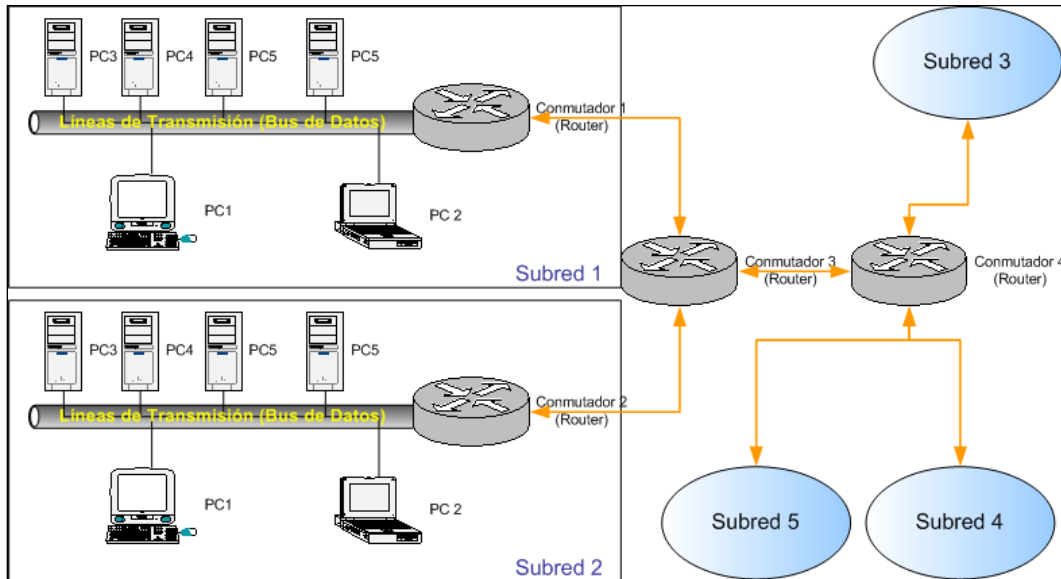 PC3
PC4
PC5
PC5
Líneas de Transmisión (Bus de Datos)
Conmutador 1
(Router)
PC1
PC 2
Subred 1
Subred 3
Conmutador 3
(Router)
Conmutador 4
(Router)
PC3
PC4
PC5
PC5
Líneas de Transmisión (Bus de Datos)
Conmutador 2
(Router)
PC1
PC 2
Subred 2
Subred 5
Subred 4